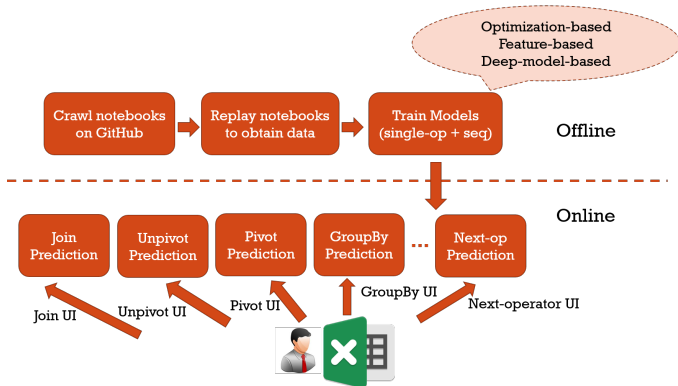 Optimization-based
Feature-based
Deep-model-based
Crawl notebooks
on GitHub
Replay notebooks
to obtain data
Train Models
(single-op + seq)
Offline
Online
Join
Prediction
Unpivot
Prediction
Pivot
Prediction
GroupBy
Prediction
...
Next-op
Prediction
Join UI
Unpivot UI
Pivot UI
GroupBy UI
Next-operator UI
X